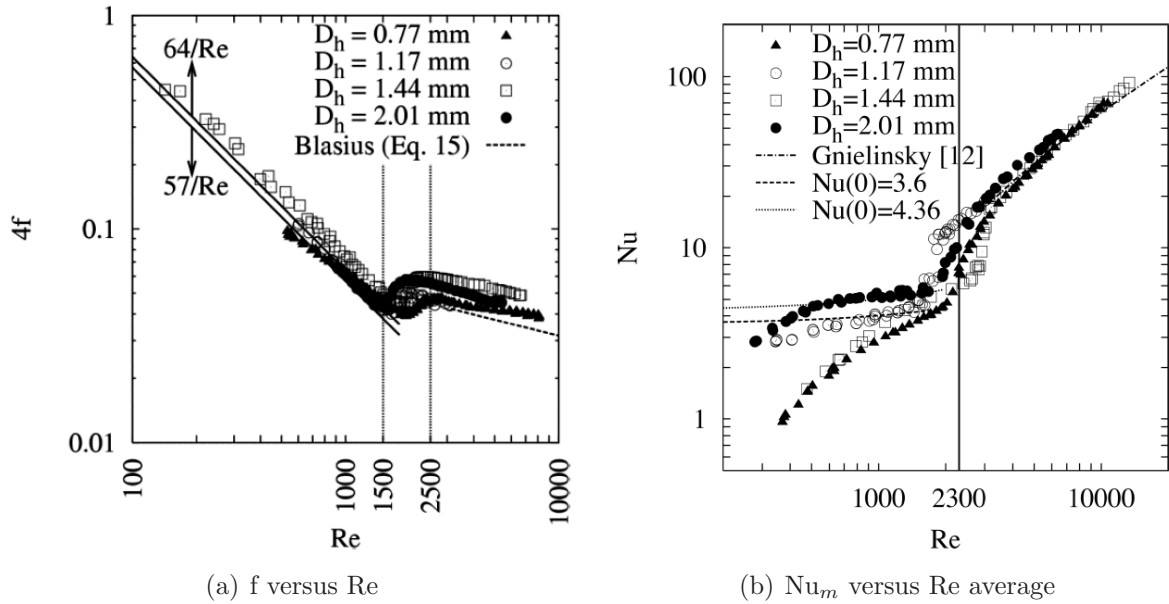 1
0.1
0.01
4f
64/Re
57/Re
D_h = 0.77 mm
D_h = 1.17 mm
D_h = 1.44 mm
D_h = 2.01 mm
Blasius (Eq. 15)
100
1000
1500
2500
10000
Re
(a) f versus Re
100
10
1
Nu
D_h=0.77 mm
D_h=1.17 mm
D_h=1.44 mm
D_h=2.01 mm
Gnielinsky [12]
Nu(0)=3.6
Nu(0)=4.36
1000
2300
10000
Re
(b) Nu_m versus Re average